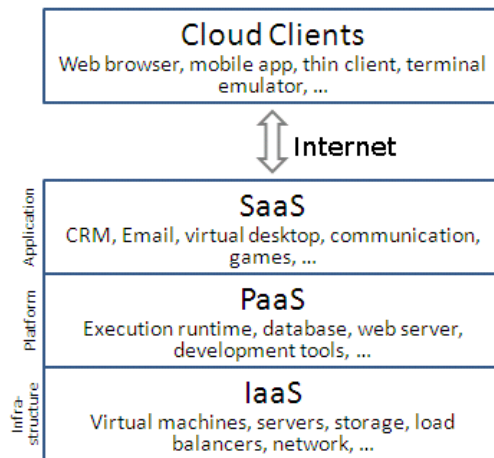 Cloud Clients
Web browser, mobile app, thin client, terminal
emulator, ...
Internet
Application
SaaS
CRM, Email, virtual desktop, communication,
games, ...
Platform
PaaS
Execution runtime, database, web server,
development tools, ...
Infra-
structure
IaaS
Virtual machines, servers, storage, load
balancers, network, ...